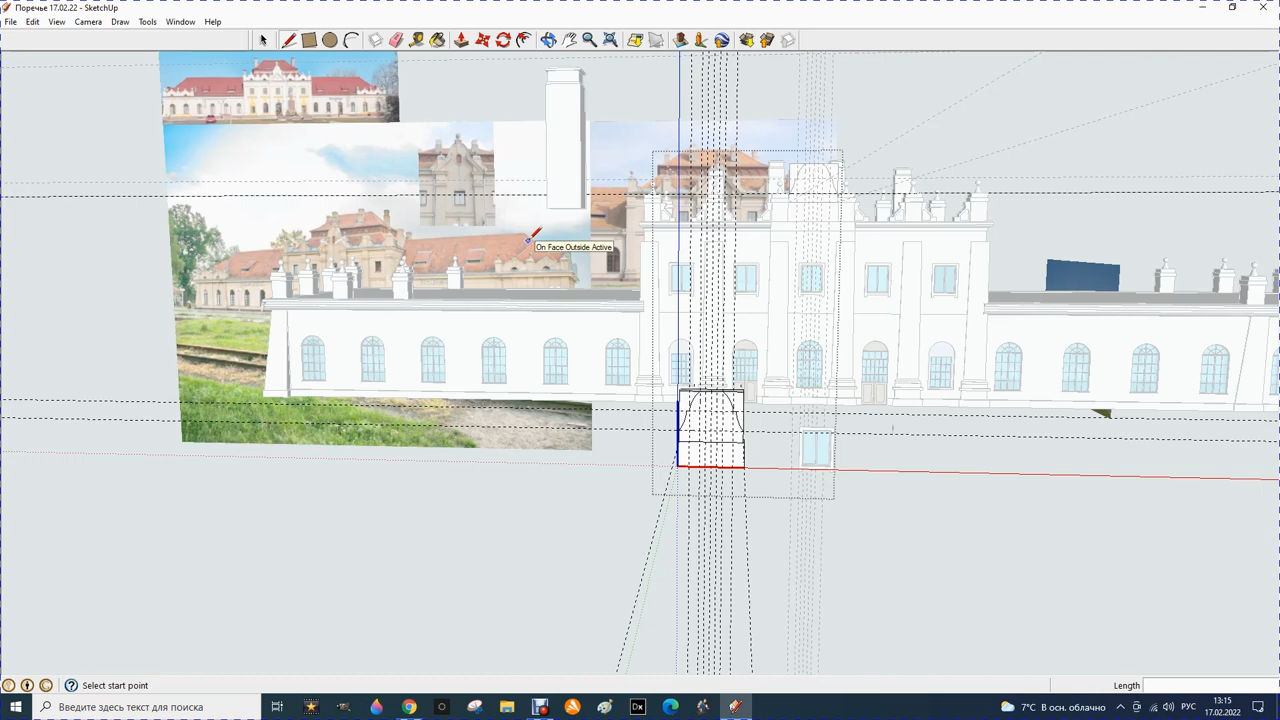 Поречье 17.02.22 - SketchUp
File Edit View Camera Draw Tools Window Help
On Face Outside Active
Select start point
Length
Введите здесь текст для поиска
Dx
7°C В осн. облачно
РУС
13:15
17.02.2022